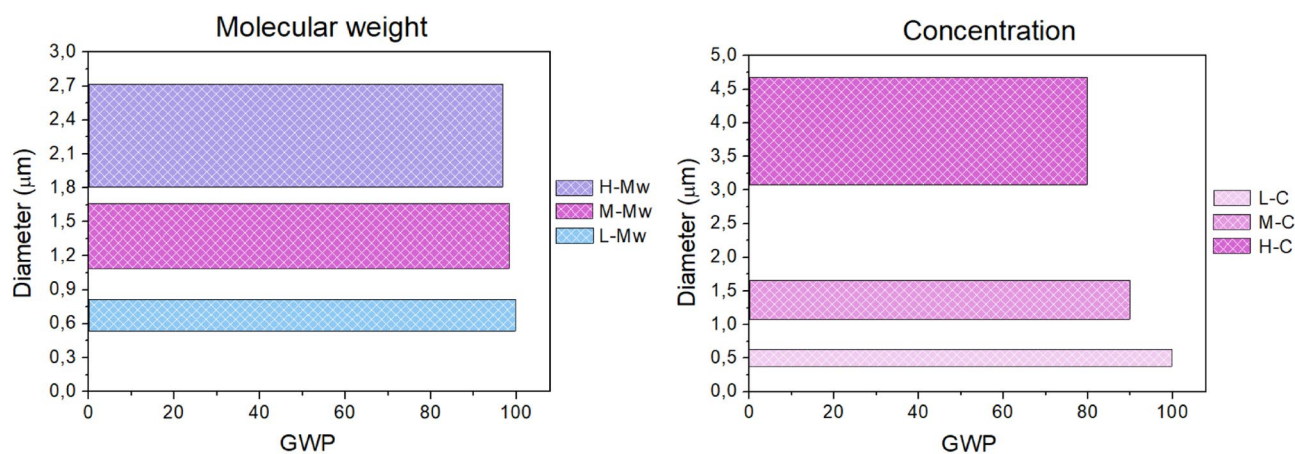 Molecular weight
3,0
2,7
2,4
2,1
1,8
1,5
1,2
0,9
0,6
0,3
0,0
Diameter (μm)
0 20 40 60 80 100
GWP
H-Mw
M-Mw
L-Mw
Concentration
5,0
4,5
4,0
3,5
3,0
2,5
2,0
1,5
1,0
0,5
0,0
Diameter (μm)
0 20 40 60 80 100
GWP
L-C
M-C
H-C